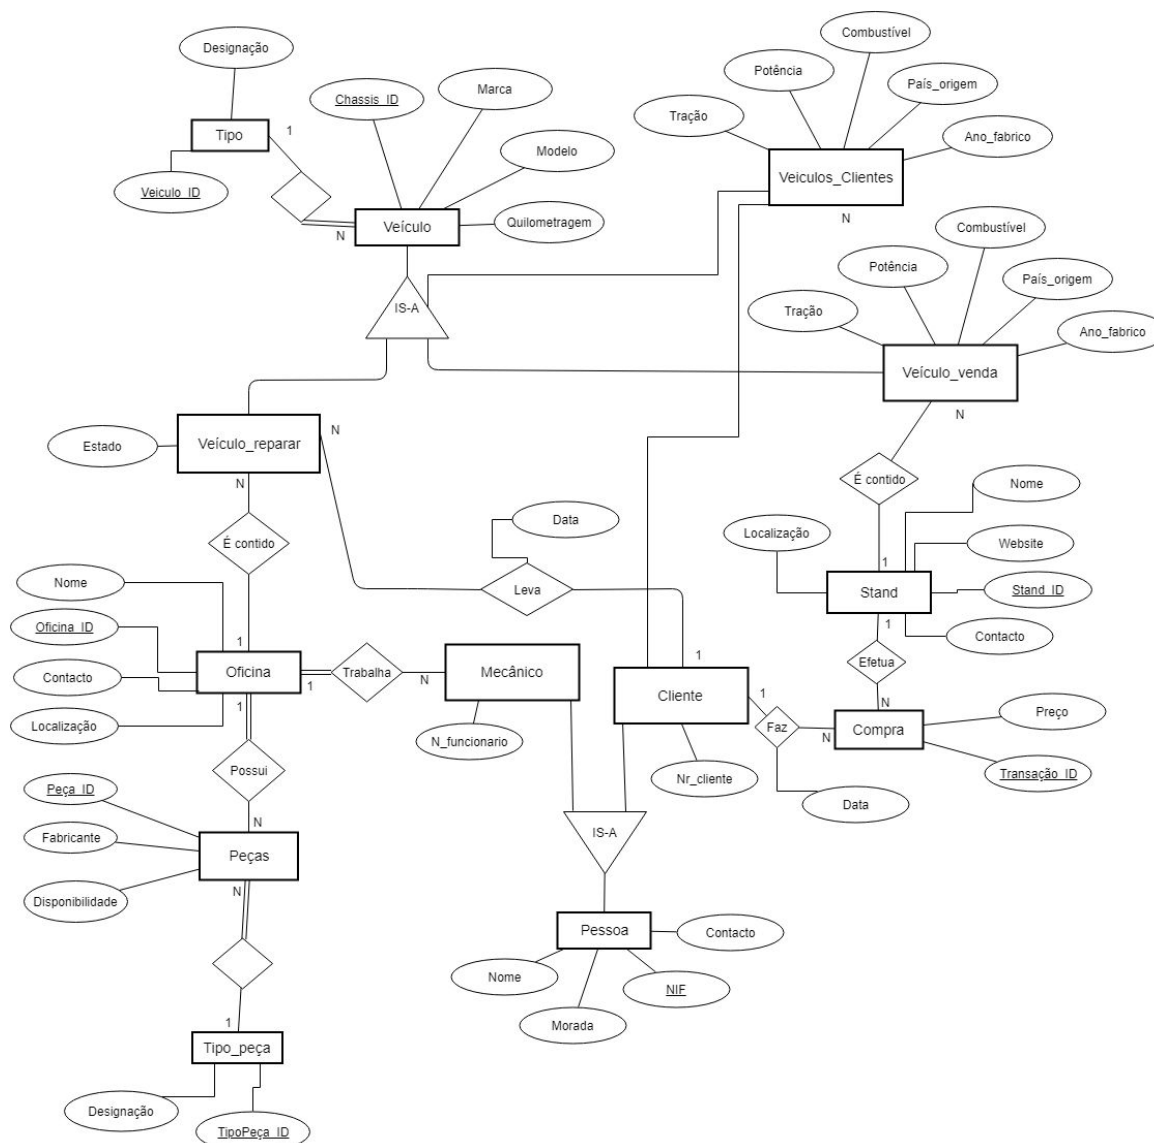 Designação
Combustível
Chassis_ID
Marca
Potência
País_origem
Tração
Ano_fabrico
Tipo
1
Modelo
Veiculos_Clientes
Veiculo_ID
Quilometragem
Veículo
N
N
Combustível
Potência
País_origem
IS-A
Tração
Ano_fabrico
Veículo_venda
N
N
Veículo_reparar
Estado
N
É contido
Nome
Data
Localização
É contido
Website
1
Nome
Leva
Stand
Stand_ID
Oficina_ID
1
Contacto
1
1
Efetua
Oficina
Trabalha
Mecânico
Contacto
1
N
Cliente
1
N
Preço
1
Faz
Compra
Localização
N
N_funcionario
Possui
Nr_cliente
Transação_ID
Peça_ID
Data
N
IS-A
Fabricante
Peças
N
Disponibilidade
Pessoa
Contacto
Nome
NIF
Morada
1
Tipo_peça
Designação
TipoPeça_ID